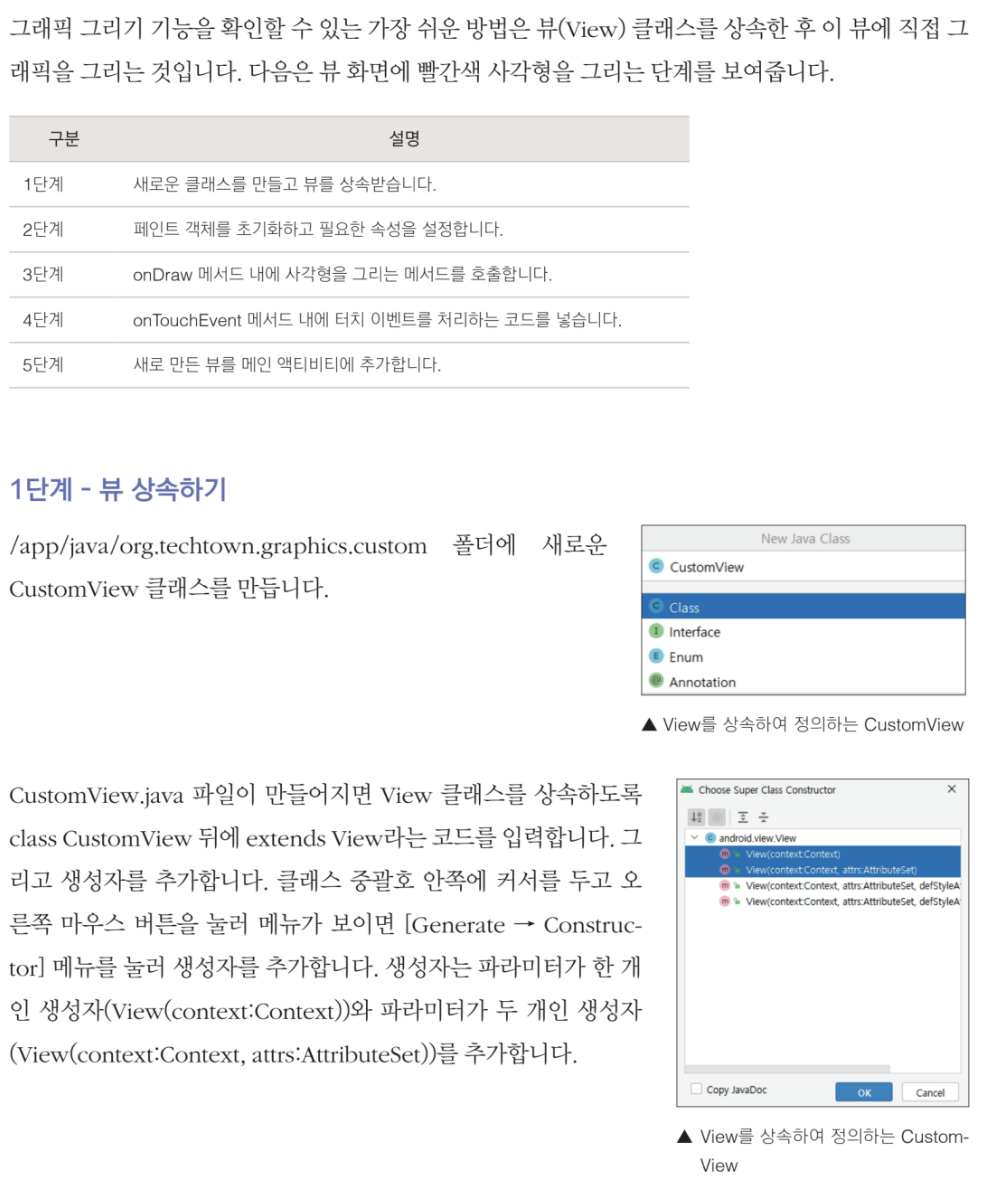 그래픽 그리기 기능을 확인할 수 있는 가장 쉬운 방법은 뷰(View) 클래스를 상속한 후 이 뷰에 직접 그
래픽을 그리는 것입니다. 다음은 뷰 화면에 빨간색 사각형을 그리는 단계를 보여줍니다.
구분 설명
1단계 새로운 클래스를 만들고 뷰를 상속받습니다.
2단계 페인트 객체를 초기화하고 필요한 속성을 설정합니다.
3단계 onDraw 메서드 내에 사각형을 그리는 메서드를 호출합니다.
4단계 onTouchEvent 메서드 내에 터치 이벤트를 처리하는 코드를 넣습니다.
5단계 새로 만든 뷰를 메인 액티비티에 추가합니다.
1단계 - 뷰 상속하기
/app/java/org.techtown.graphics.custom 폴더에 새로운
CustomView 클래스를 만듭니다.
New Java Class
C CustomView
C Class
I Interface
E Enum
@ Annotation
▲ View를 상속하여 정의하는 CustomView
CustomView.java 파일이 만들어지면 View 클래스를 상속하도록
class CustomView 뒤에 extends View라는 코드를 입력합니다. 그
리고 생성자를 추가합니다. 클래스 중괄호 안쪽에 커서를 두고 오
른쪽 마우스 버튼을 눌러 메뉴가 보이면 [Generate → Construc-
tor] 메뉴를 눌러 생성자를 추가합니다. 생성자는 파라미터가 한 개
인 생성자(View(context:Context))와 파라미터가 두 개인 생성자
(View(context:Context, attrs:AttributeSet))를 추가합니다.
Choose Super Class Constructor
C android.view.View
m View(context:Context)
m View(context:Context, attrs:AttributeSet)
m View(context:Context, attrs:AttributeSet, defStyleA
m View(context:Context, attrs:AttributeSet, defStyleA
Copy JavaDoc OK Cancel
▲ View를 상속하여 정의하는 Custom-
View